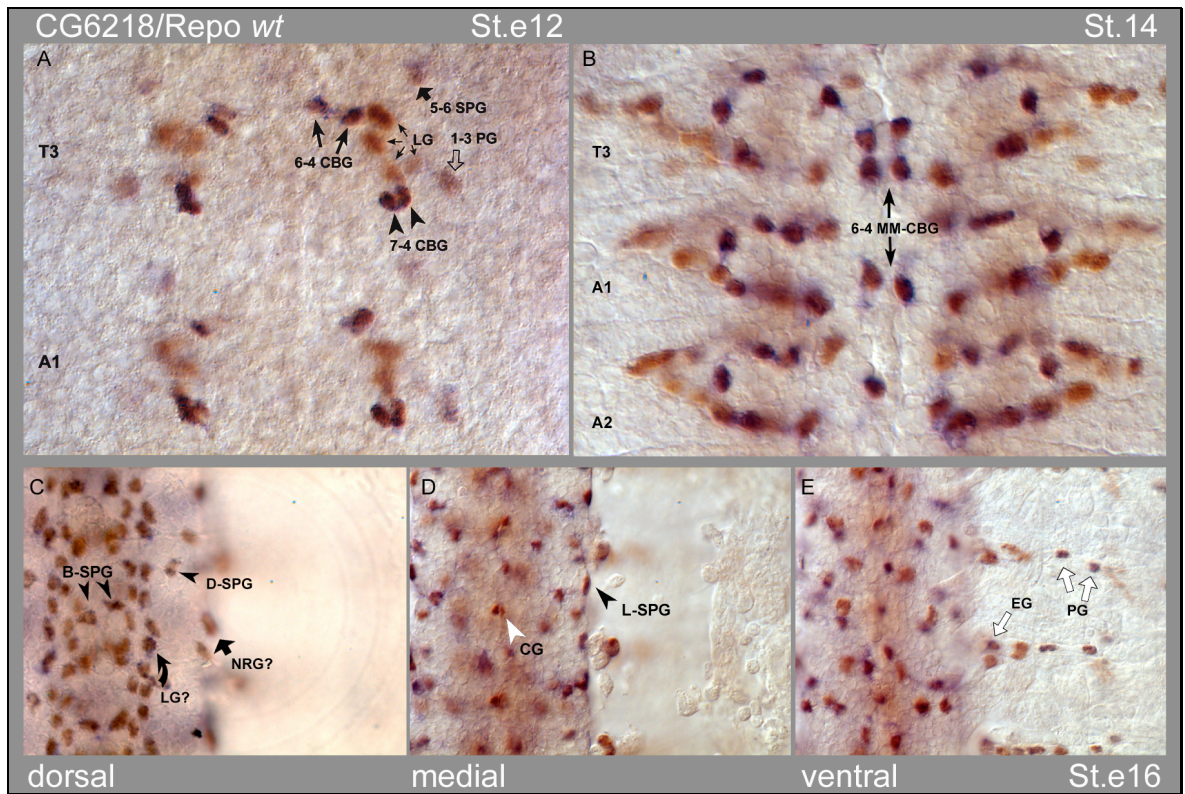 CG6218/Repo wt St.e12 St.14
A
5-6 SPG
LG
1-3 PG
T3
6-4 CBG
7-4 CBG
A1
B
T3
6-4 MM-CBG
A1
A2
C
B-SPG
D-SPG
NRG?
LG?
D
L-SPG
CG
E
EG
PG
dorsal medial ventral St.e16